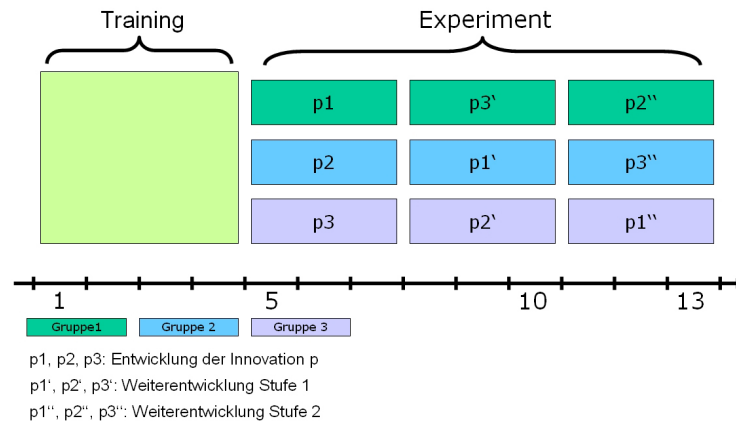 Training Experiment
p1 p3‘ p2‘‘
p2 p1‘ p3‘‘
p3 p2‘ p1‘‘
1 5 10 13
Gruppe1 Gruppe 2 Gruppe 3
p1, p2, p3: Entwicklung der Innovation p
p1‘, p2‘, p3‘: Weiterentwicklung Stufe 1
p1‘‘, p2‘‘, p3‘‘: Weiterentwicklung Stufe 2